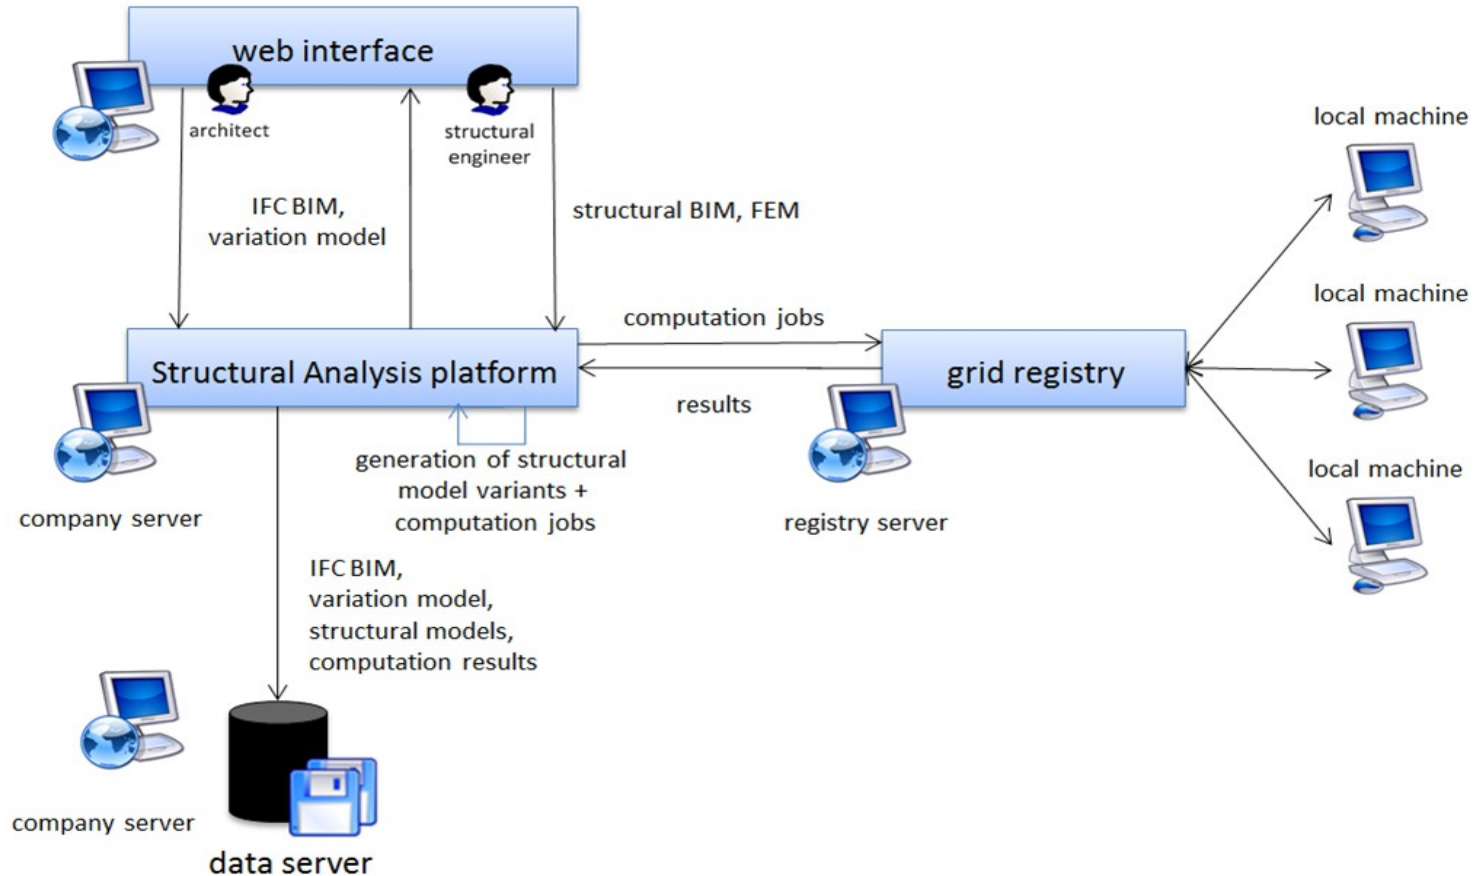 web interface
architect
structural
engineer
local machine
IFC BIM,
variation model
structural BIM, FEM
local machine
computation jobs
Structural Analysis platform
grid registry
results
generation of structural
model variants +
computation jobs
local machine
company server
registry server
IFC BIM,
variation model,
structural models,
computation results
company server
data server